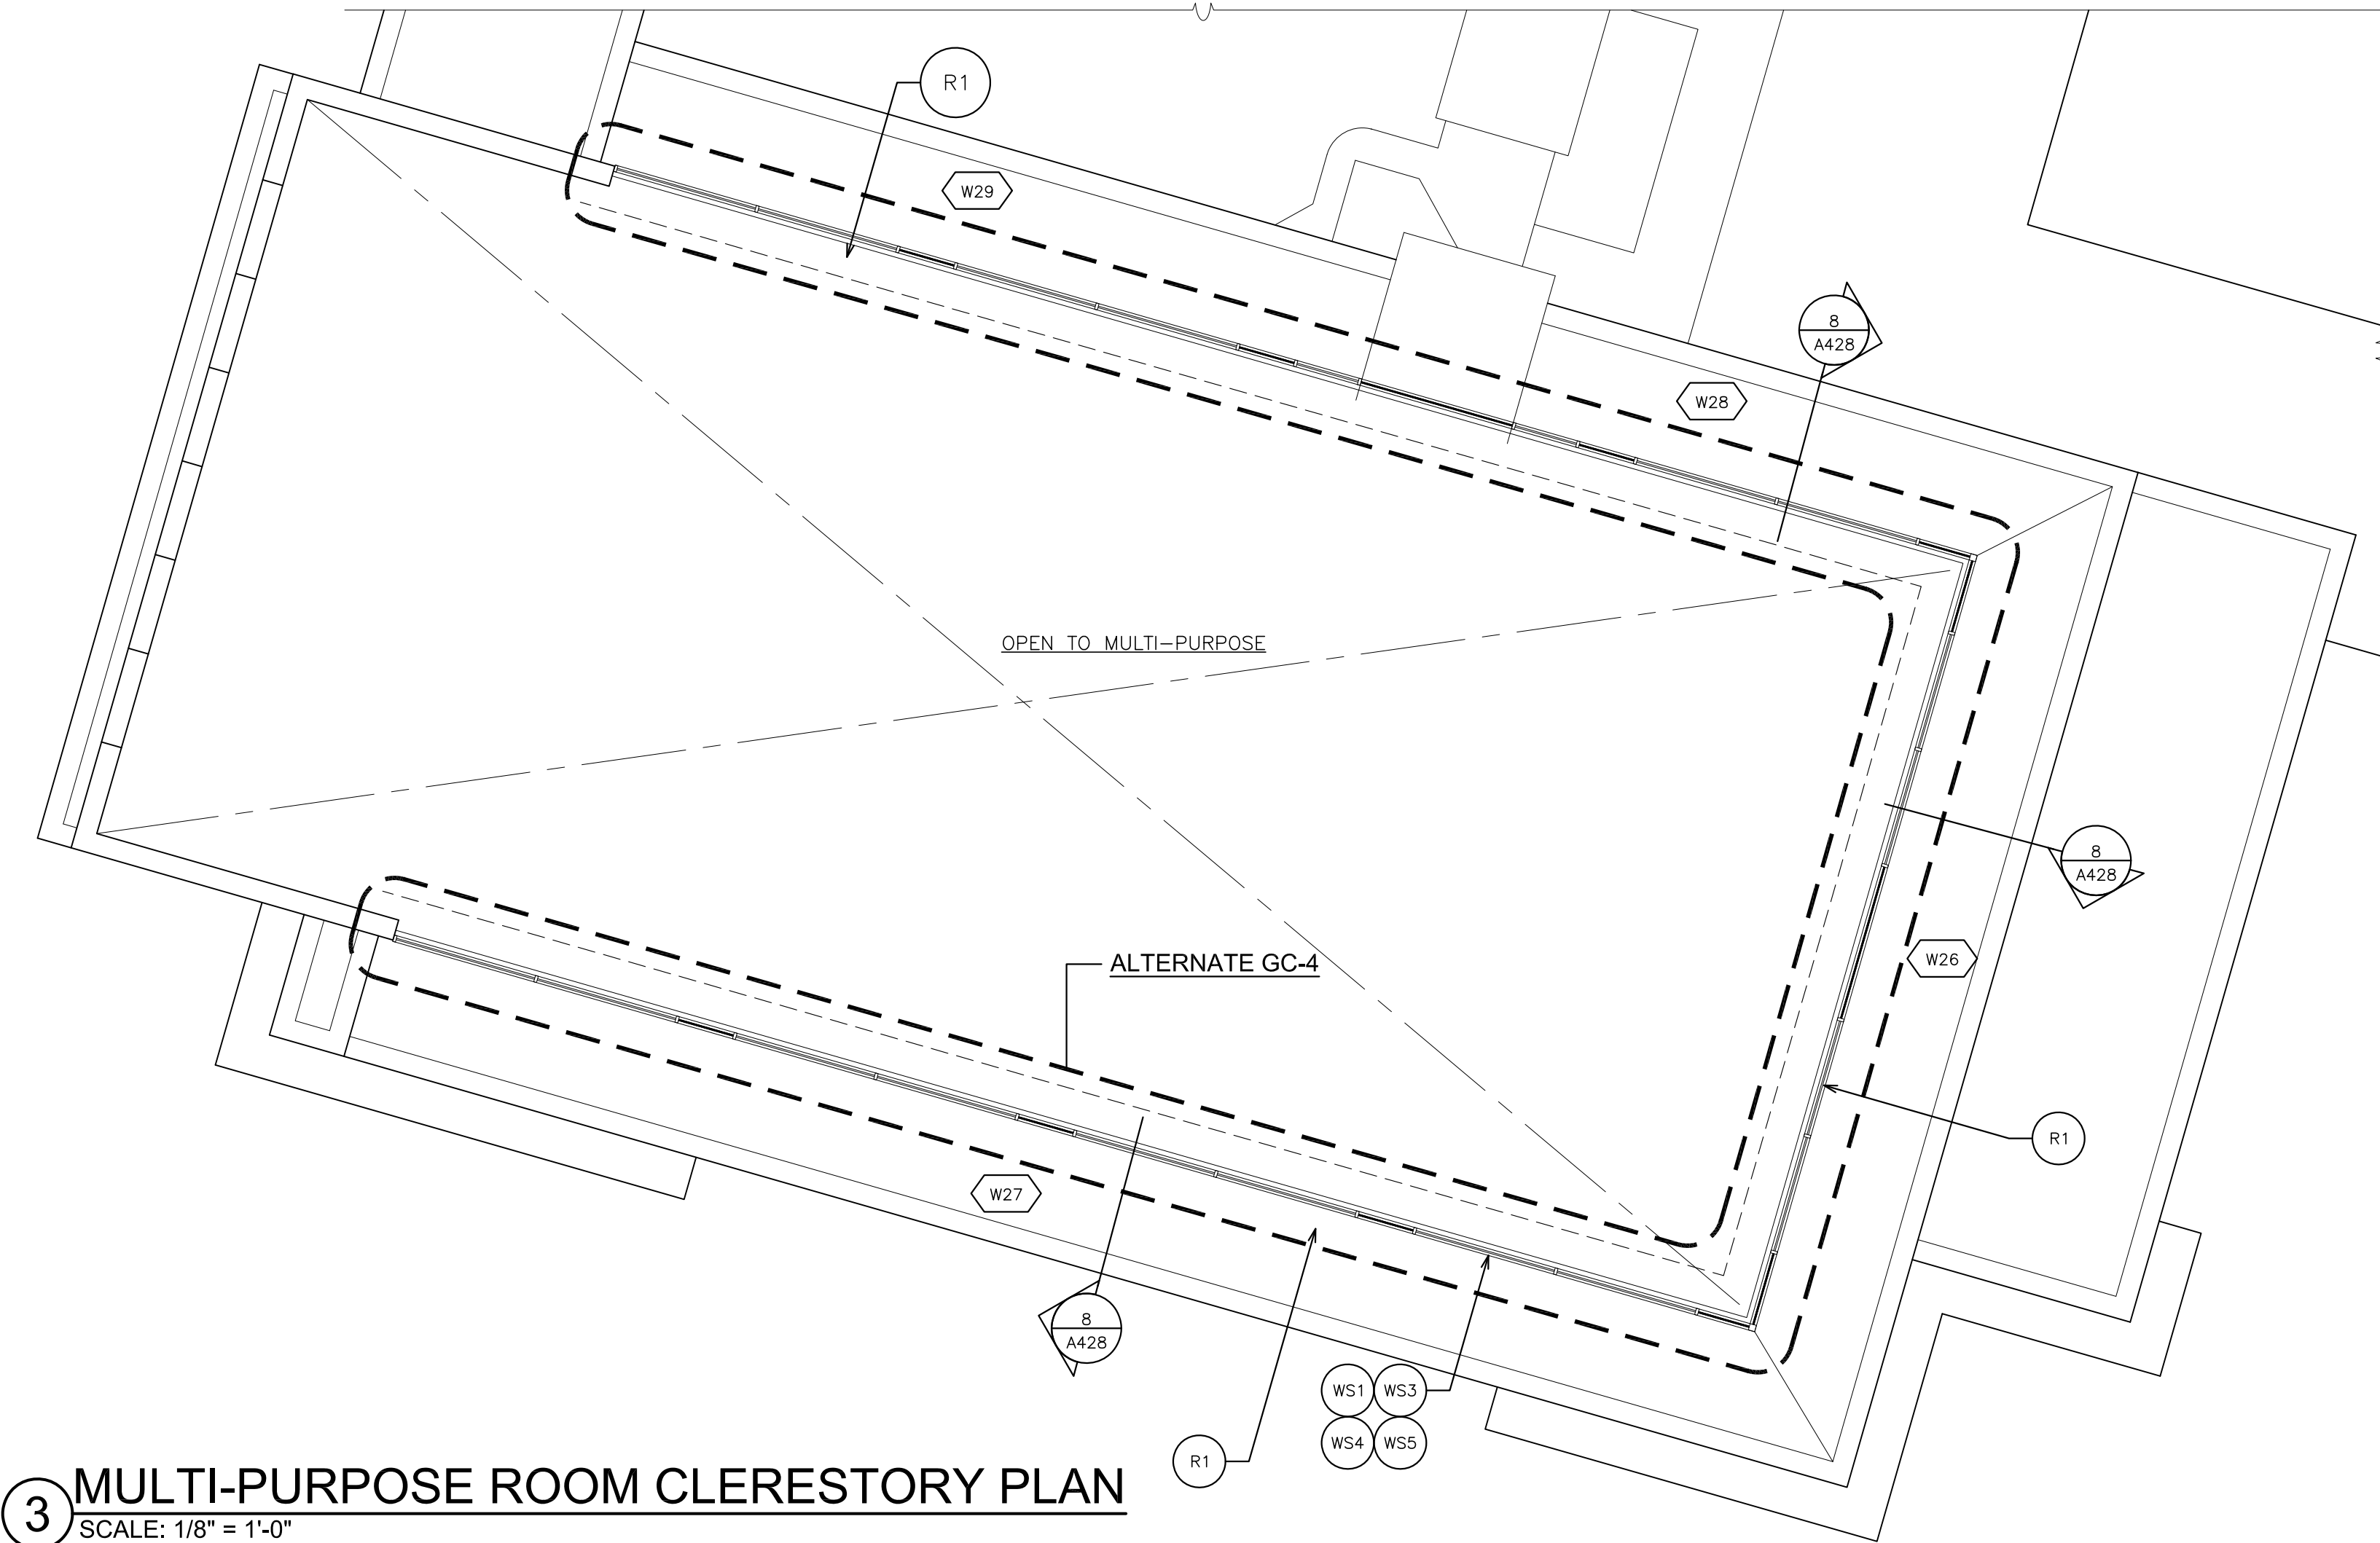 R1
W29
8
A428
W28
OPEN TO MULTI-PURPOSE
8
A428
W26
ALTERNATE GC-4
R1
W27
8
A428
WS1 WS3
WS4 WS5
R1
3 MULTI-PURPOSE ROOM CLERESTORY PLAN
SCALE: 1/8" = 1'-0"